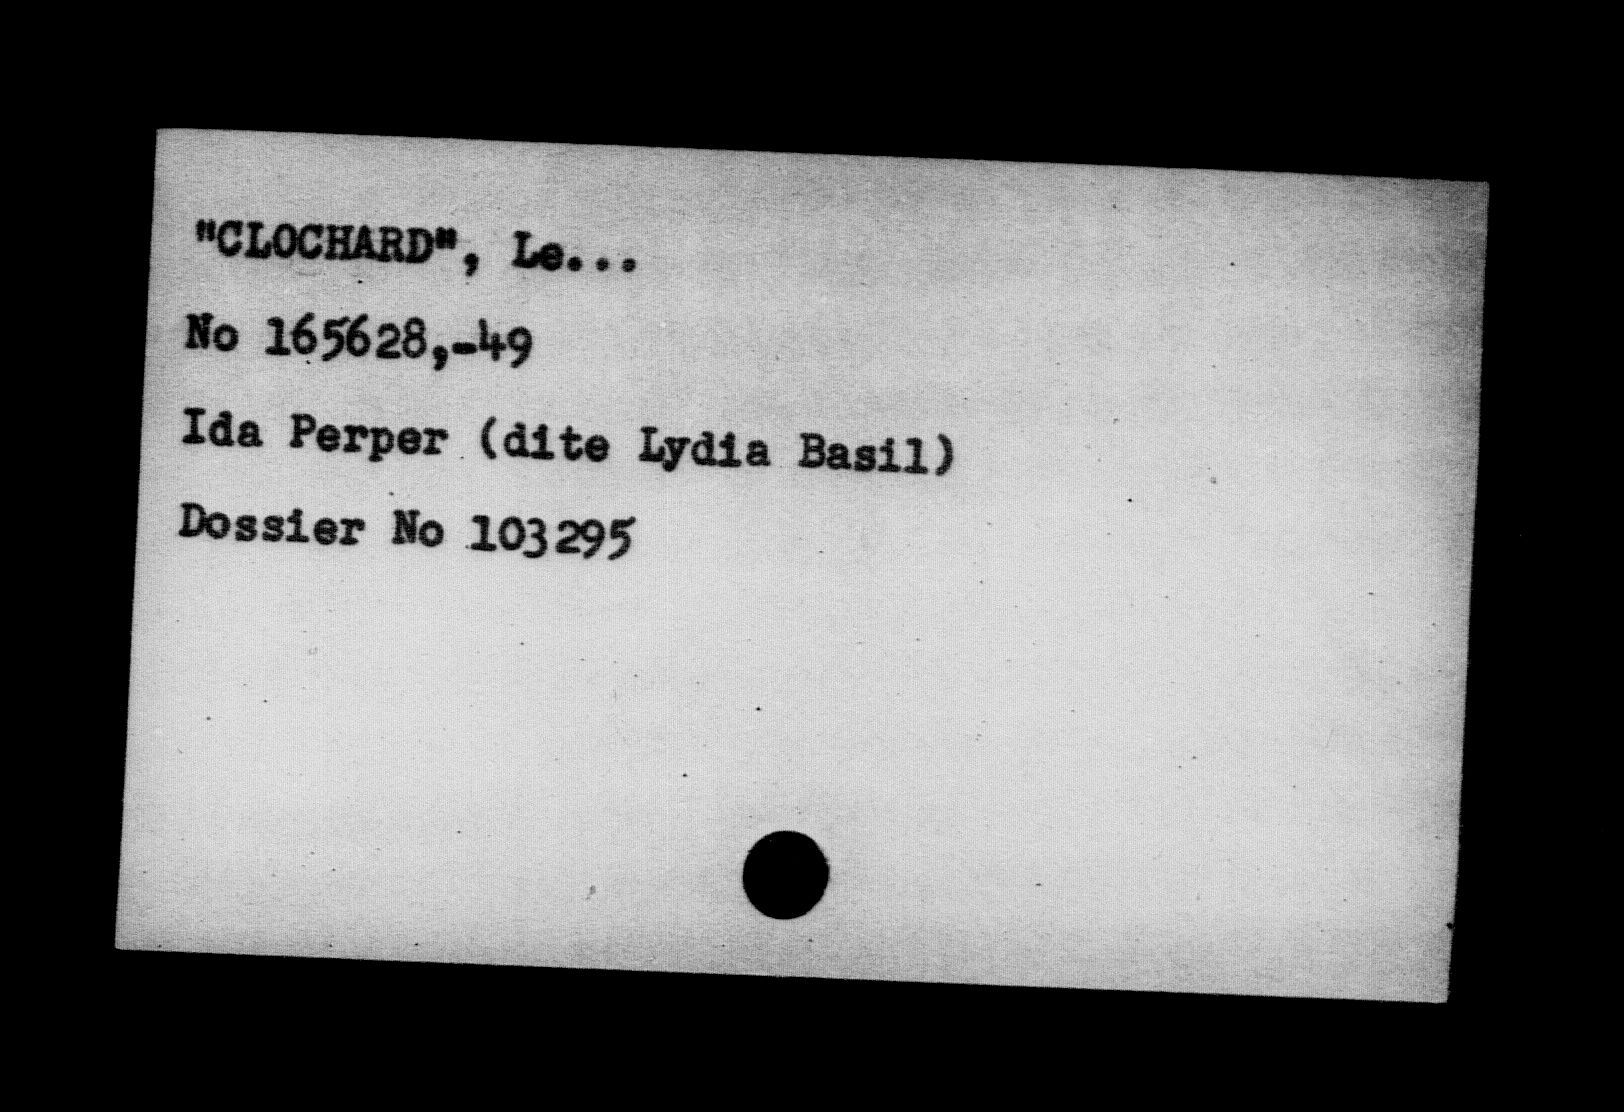 "CLOCHARD", Le...
No 165628,-49
Ida Perper (dite Lydia Basil)
Dossier No 103295